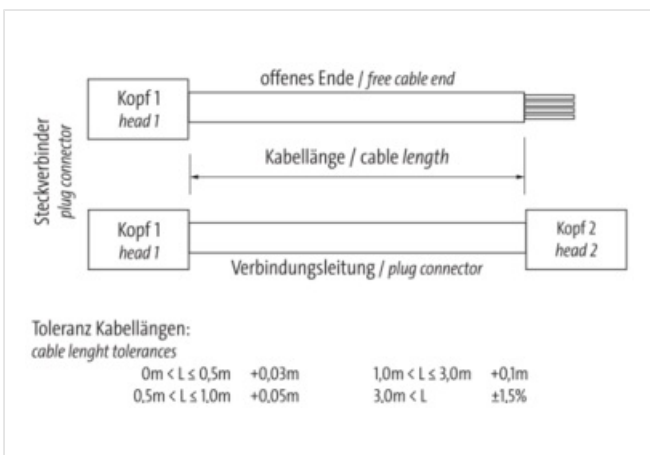 offenes Ende / free cable end
Kopf 1
head 1
Steckverbinder
plug connector
Kabellänge / cable length
Kopf 1
head 1
Kopf 2
head 2
Verbindungsleitung / plug connector
Toleranz Kabellängen:
cable lenght tolerances
0m < L ≤ 0,5m +0,03m 1,0m < L ≤ 3,0m +0,1m
0,5m < L ≤ 1,0m +0,05m 3,0m < L ±1,5%